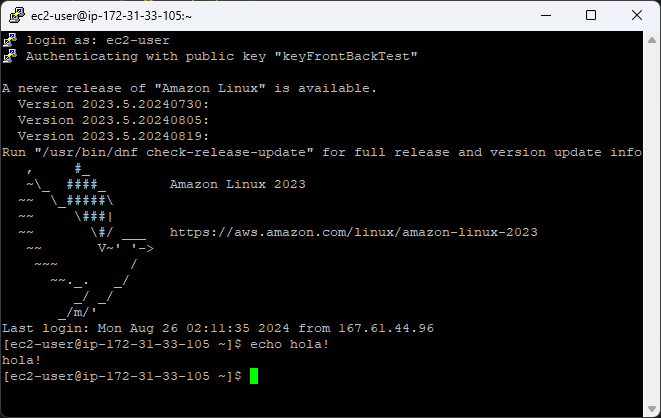 ec2-user@ip-172-31-33-105:~
login as: ec2-user
Authenticating with public key "keyFrontBackTest"
A newer release of "Amazon Linux" is available.
  Version 2023.5.20240730:
  Version 2023.5.20240805:
  Version 2023.5.20240819:
Run "/usr/bin/dnf check-release-update" for full release and version update info
   ,     #_
   ~\_  ####_        Amazon Linux 2023
  ~~  \_#####\
  ~~     \###|
  ~~       \#/ ___   https://aws.amazon.com/linux/amazon-linux-2023
   ~~       V~' '->
    ~~~         /
      ~~._.   _/
         _/ _/
       _/m/'
Last login: Mon Aug 26 02:11:35 2024 from 167.61.44.96
[ec2-user@ip-172-31-33-105 ~]$ echo hola!
hola!
[ec2-user@ip-172-31-33-105 ~]$